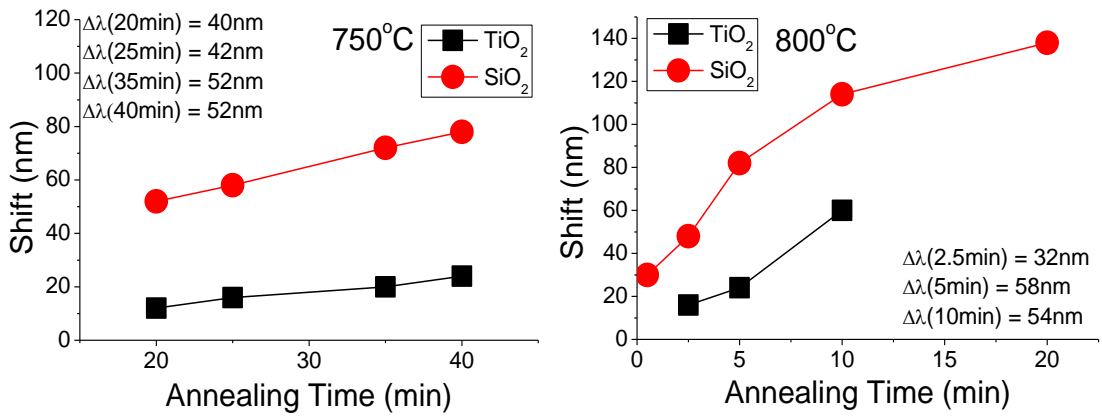 Δλ(20min) = 40nm
Δλ(25min) = 42nm
Δλ(35min) = 52nm
Δλ(40min) = 52nm
750°C
TiO₂
SiO₂
120
100
80
60
40
20
0
Shift (nm)
20
30
40
Annealing Time (min)
TiO₂
SiO₂
800°C
140
120
100
80
60
40
20
0
Shift (nm)
Δλ(2.5min) = 32nm
Δλ(5min) = 58nm
Δλ(10min) = 54nm
0
5
10
15
20
Annealing Time (min)